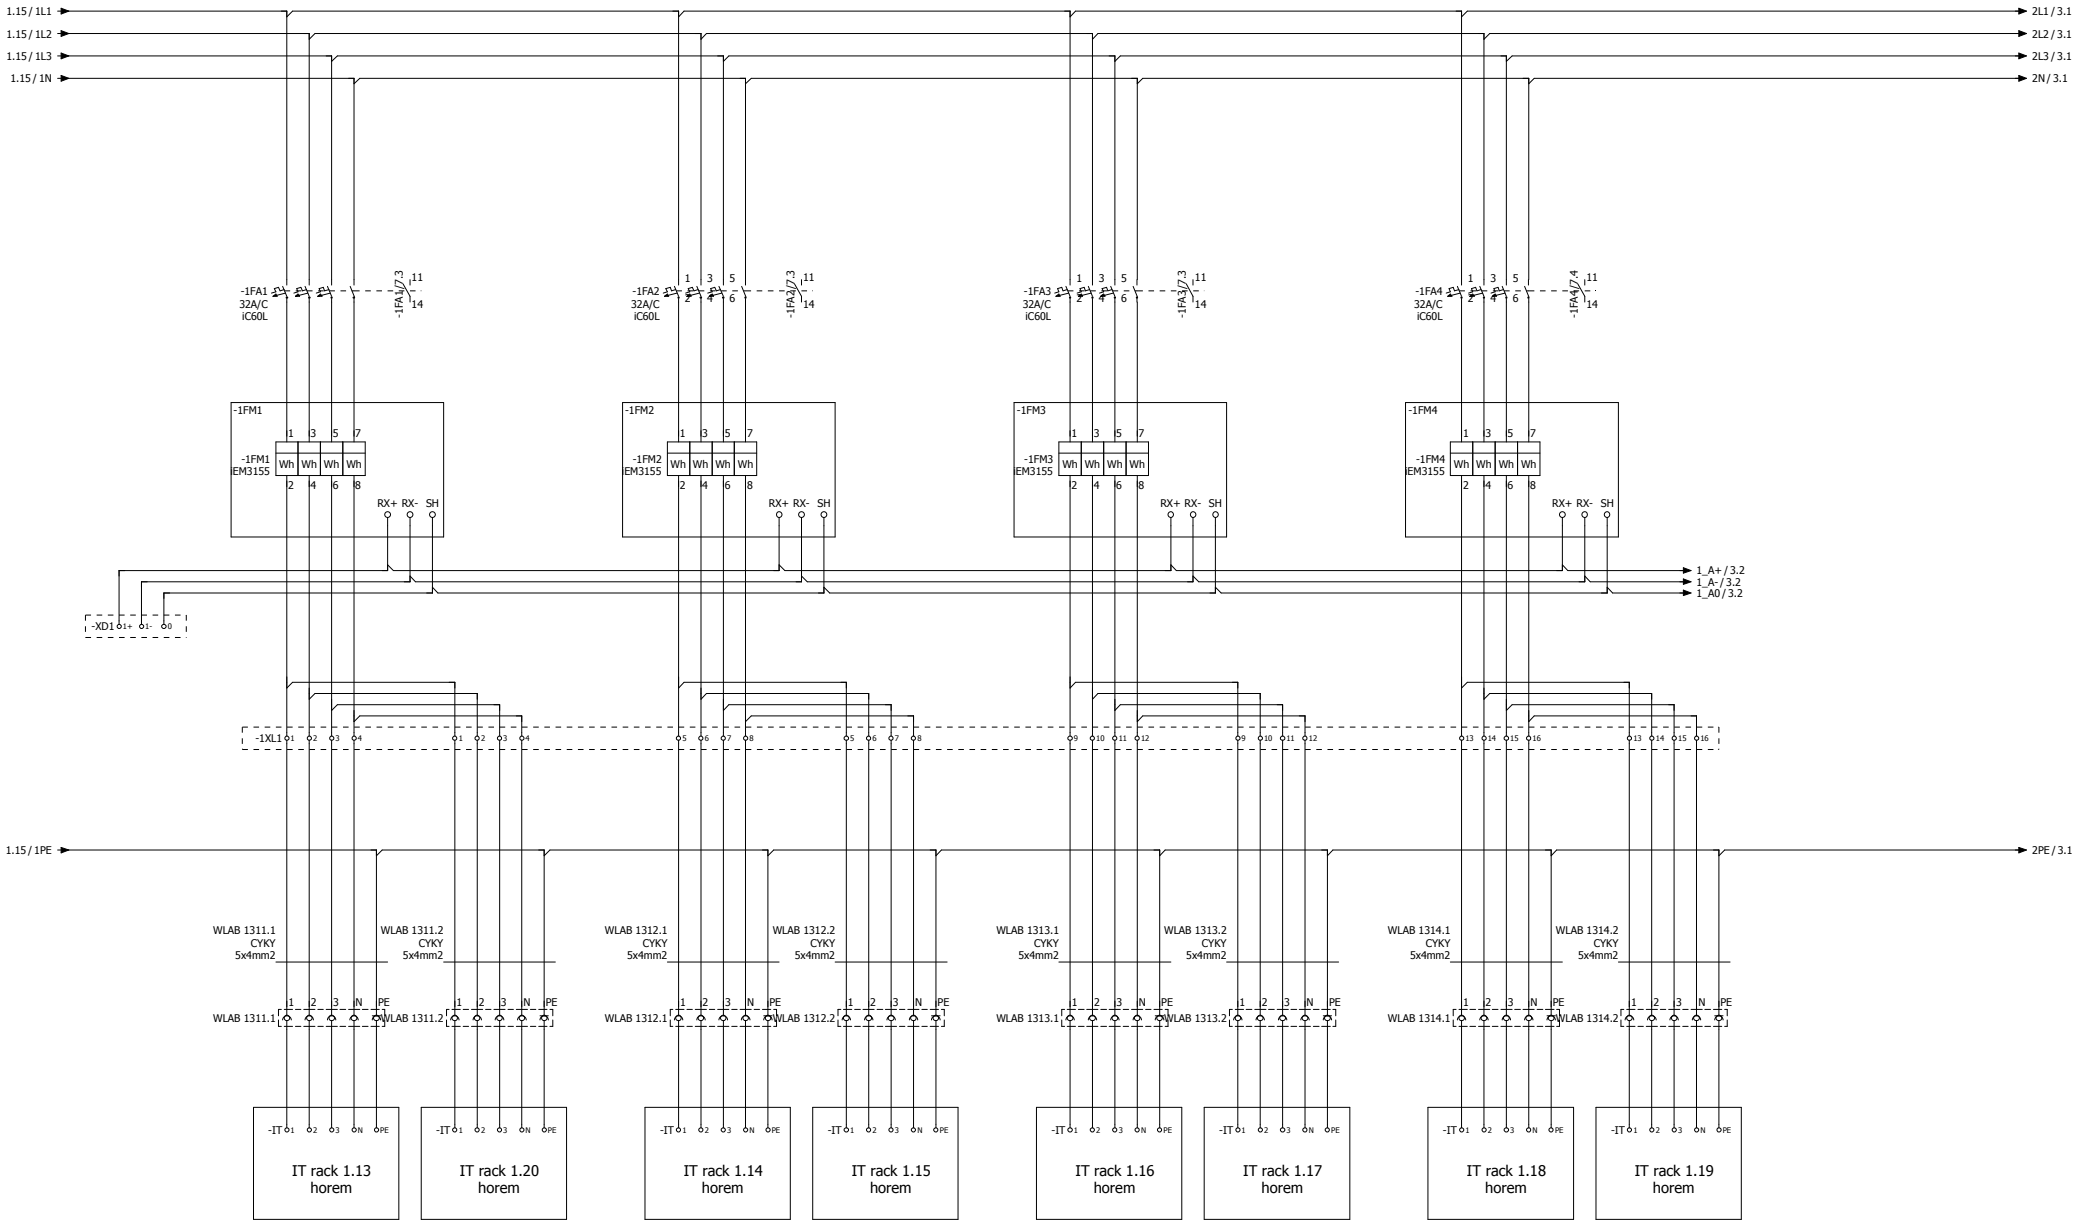 1.15/1L1
2L1/3.1
1.15/1L2
2L2/3.1
1.15/1L3
2L3/3.1
1.15/1N
2N/3.1
-1FA1
32A/C
iC60L
-1FA1/7.3
11
14
-1FA2
32A/C
iC60L
1 3 5
2 4 6
-1FA2/7.3
11
14
-1FA3
32A/C
iC60L
1 3 5
2 4 6
-1FA3/7.3
11
14
-1FA4
32A/C
iC60L
1 3 5
2 4 6
-1FA4/7.4
11
14
-1FM1
1 3 5 7
-1FM1
iEM3155
Wh Wh Wh Wh
2 4 6 8
RX+ RX- SH
-1FM2
1 3 5 7
-1FM2
iEM3155
Wh Wh Wh Wh
2 4 6 8
RX+ RX- SH
-1FM3
1 3 5 7
-1FM3
iEM3155
Wh Wh Wh Wh
2 4 6 8
RX+ RX- SH
-1FM4
1 3 5 7
-1FM4
iEM3155
Wh Wh Wh Wh
2 4 6 8
RX+ RX- SH
1_A+/3.2
1_A-/3.2
1_A0/3.2
-XD1 1+ 1- 0
-1XL1 1 2 3 4 1 2 3 4 5 6 7 8 5 6 7 8 9 10 11 12 9 10 11 12 13 14 15 16 13 14 15 16
1.15/1PE
2PE/3.1
WLAB 1311.1
CYKY
5x4mm2
WLAB 1311.2
CYKY
5x4mm2
WLAB 1312.1
CYKY
5x4mm2
WLAB 1312.2
CYKY
5x4mm2
WLAB 1313.1
CYKY
5x4mm2
WLAB 1313.2
CYKY
5x4mm2
WLAB 1314.1
CYKY
5x4mm2
WLAB 1314.2
CYKY
5x4mm2
1 2 3 N PE
WLAB 1311.1
1 2 3 N PE
WLAB 1311.2
1 2 3 N PE
WLAB 1312.1
1 2 3 N PE
WLAB 1312.2
1 2 3 N PE
WLAB 1313.1
1 2 3 N PE
WLAB 1313.2
1 2 3 N PE
WLAB 1314.1
1 2 3 N PE
WLAB 1314.2
-IT 1 2 3 N PE
IT rack 1.13
horem
-IT 1 2 3 N PE
IT rack 1.20
horem
-IT 1 2 3 N PE
IT rack 1.14
horem
-IT 1 2 3 N PE
IT rack 1.15
horem
-IT 1 2 3 N PE
IT rack 1.16
horem
-IT 1 2 3 N PE
IT rack 1.17
horem
-IT 1 2 3 N PE
IT rack 1.18
horem
-IT 1 2 3 N PE
IT rack 1.19
horem